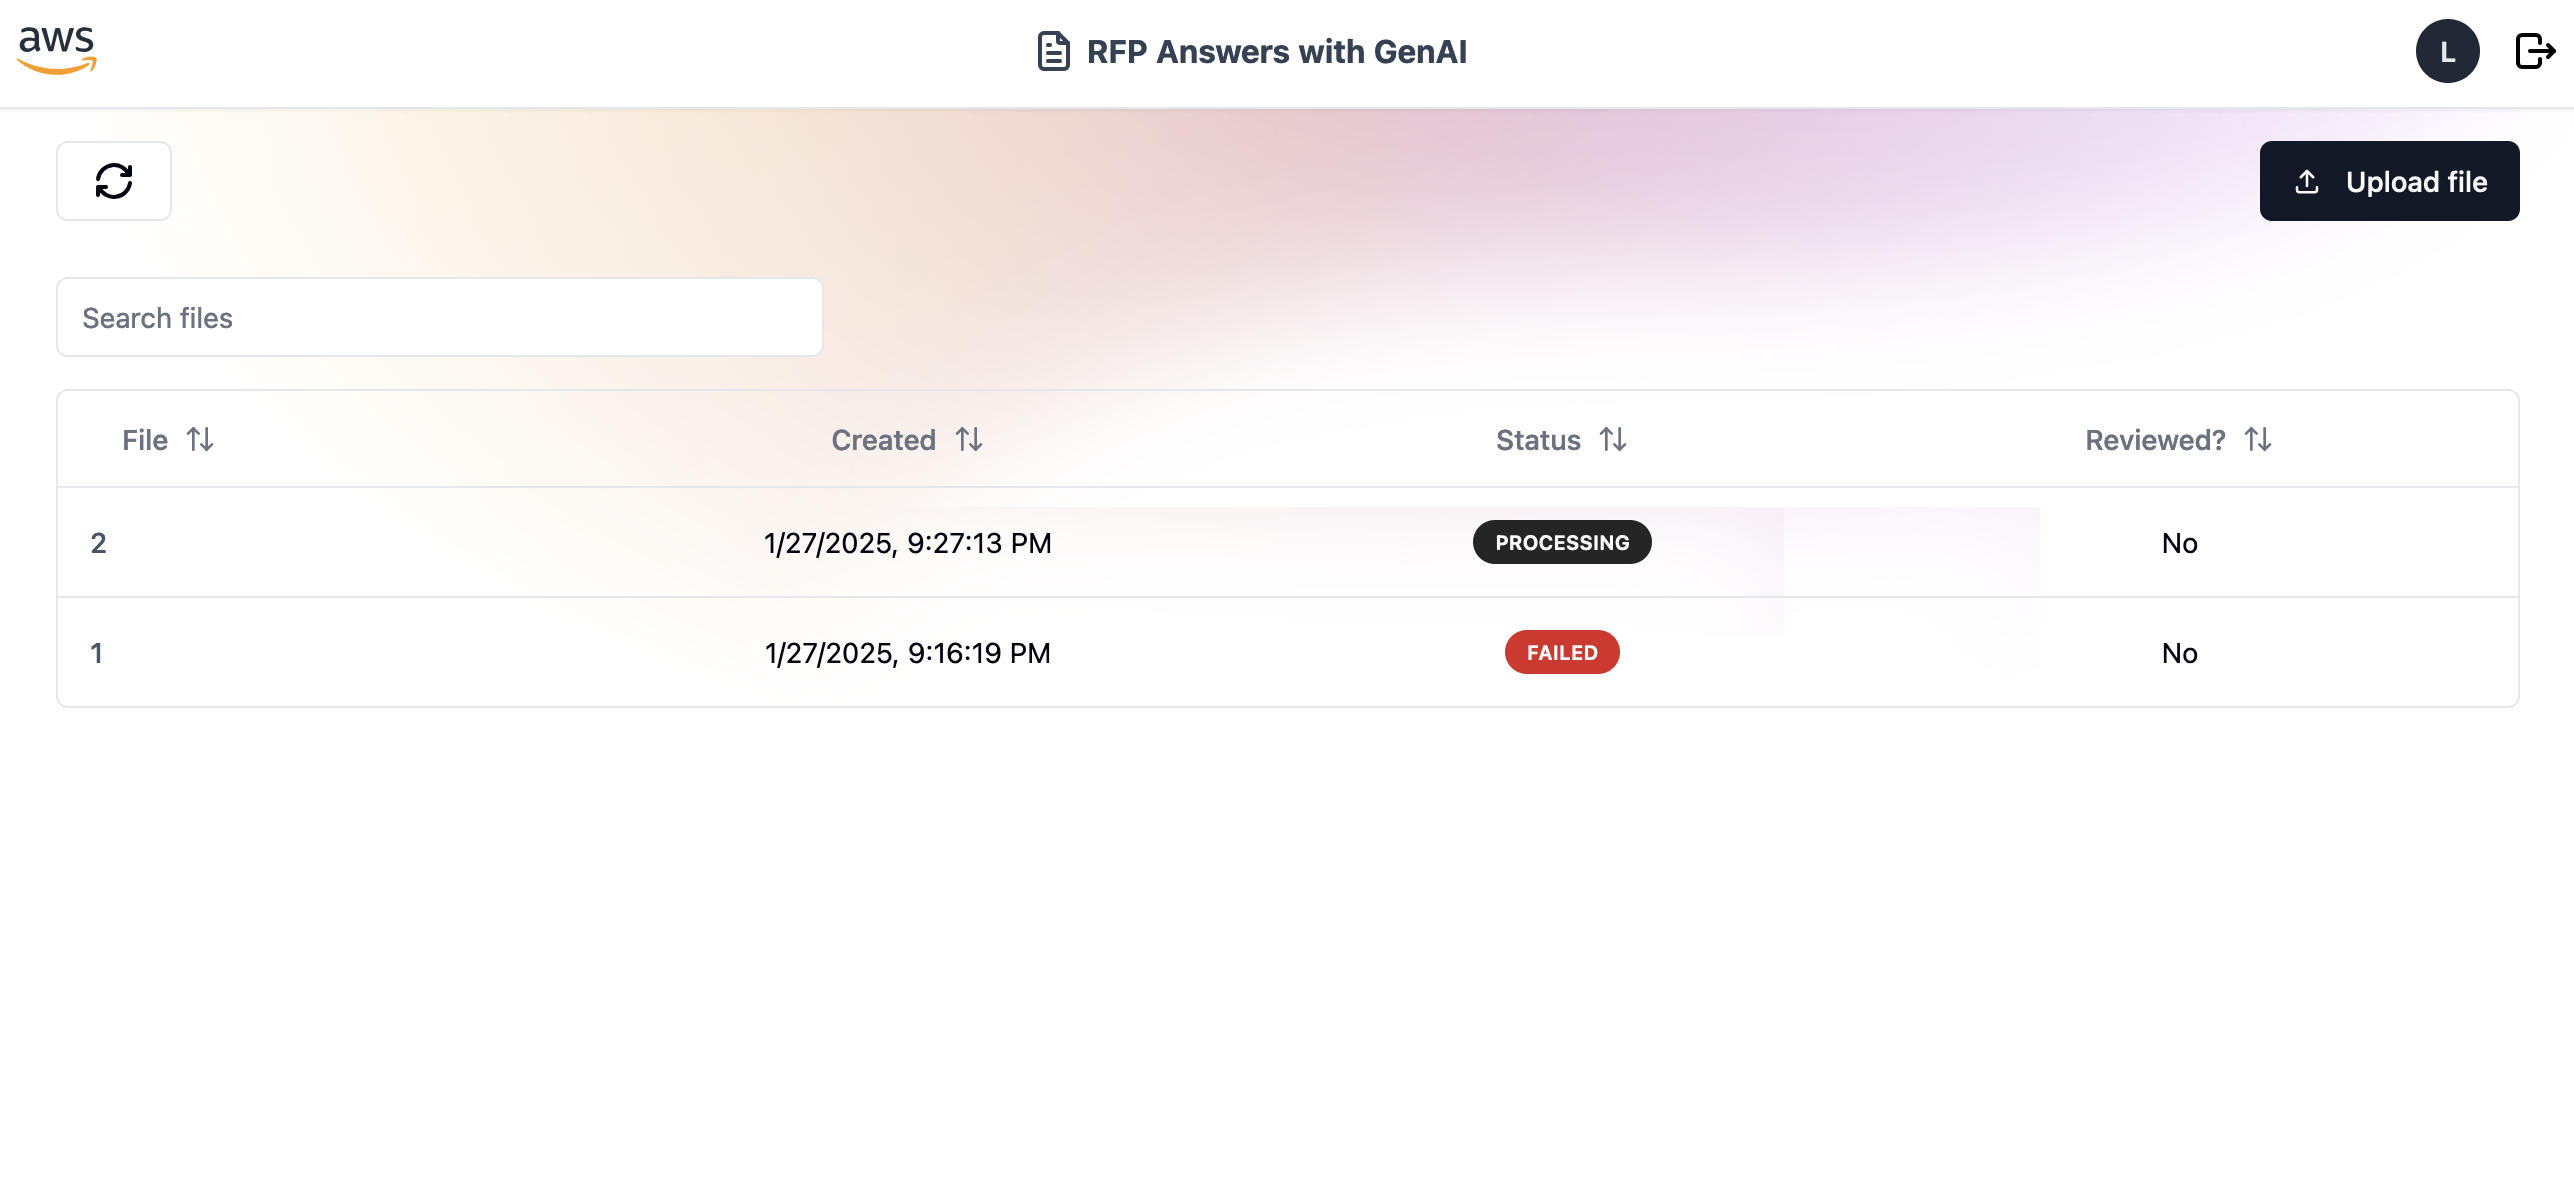 aws
RFP Answers with GenAI
L
Upload file
Search files
File Created Status Reviewed?
2 1/27/2025, 9:27:13 PM PROCESSING No
1 1/27/2025, 9:16:19 PM FAILED No